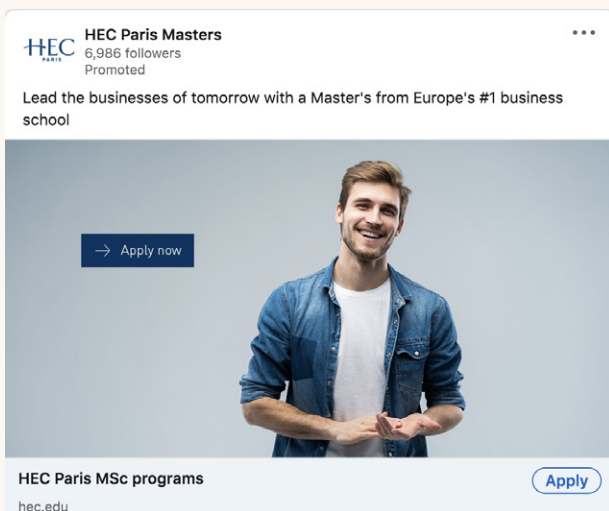 HEC
PARIS
HEC Paris Masters
6,986 followers
Promoted
Lead the businesses of tomorrow with a Master's from Europe's #1 business
school
→ Apply now
HEC Paris MSc programs
Apply
hec.edu